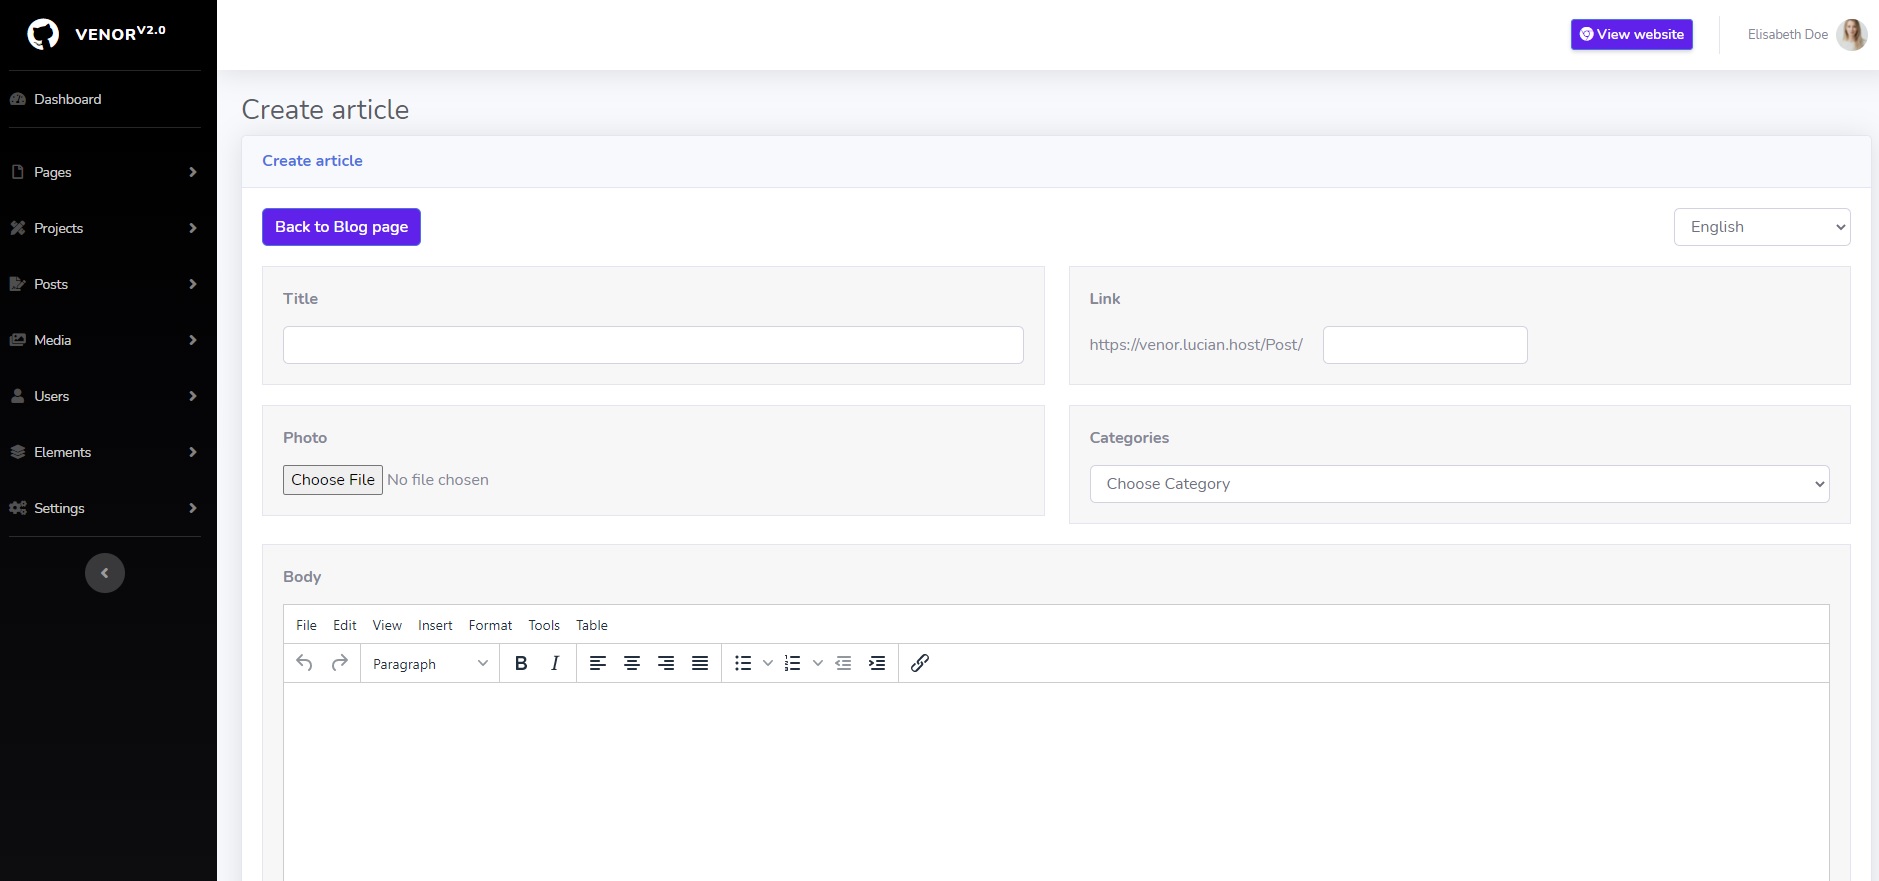 VENORV2.0
View website
Elisabeth Doe
Dashboard
Pages
Projects
Posts
Media
Users
Elements
Settings
Create article
Create article
Back to Blog page
English
Title
Link
https://venor.lucian.host/Post/
Photo
Choose File No file chosen
Categories
Choose Category
Body
File Edit View Insert Format Tools Table
Paragraph B I